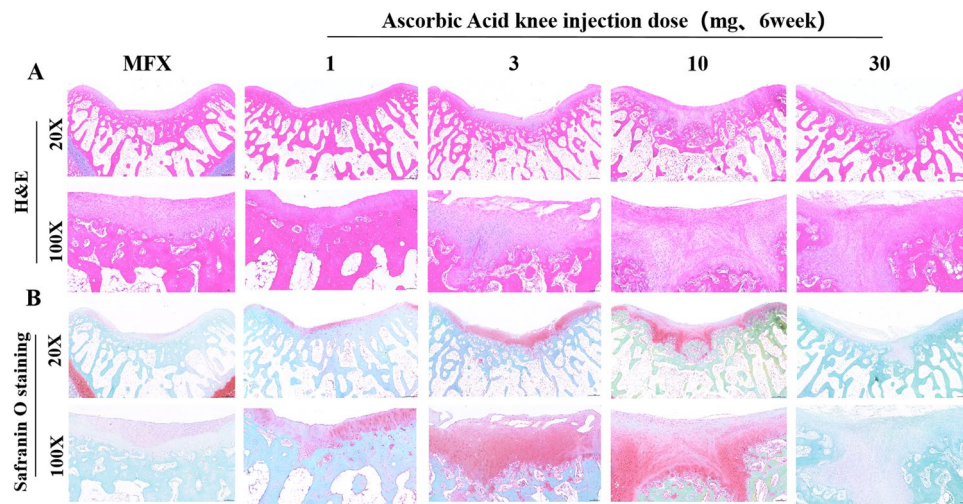 Ascorbic Acid knee injection dose (mg、6week)
MFX 1 3 10 30
A
H&E
20X
100X
B
Safranin O staining
20X
100X